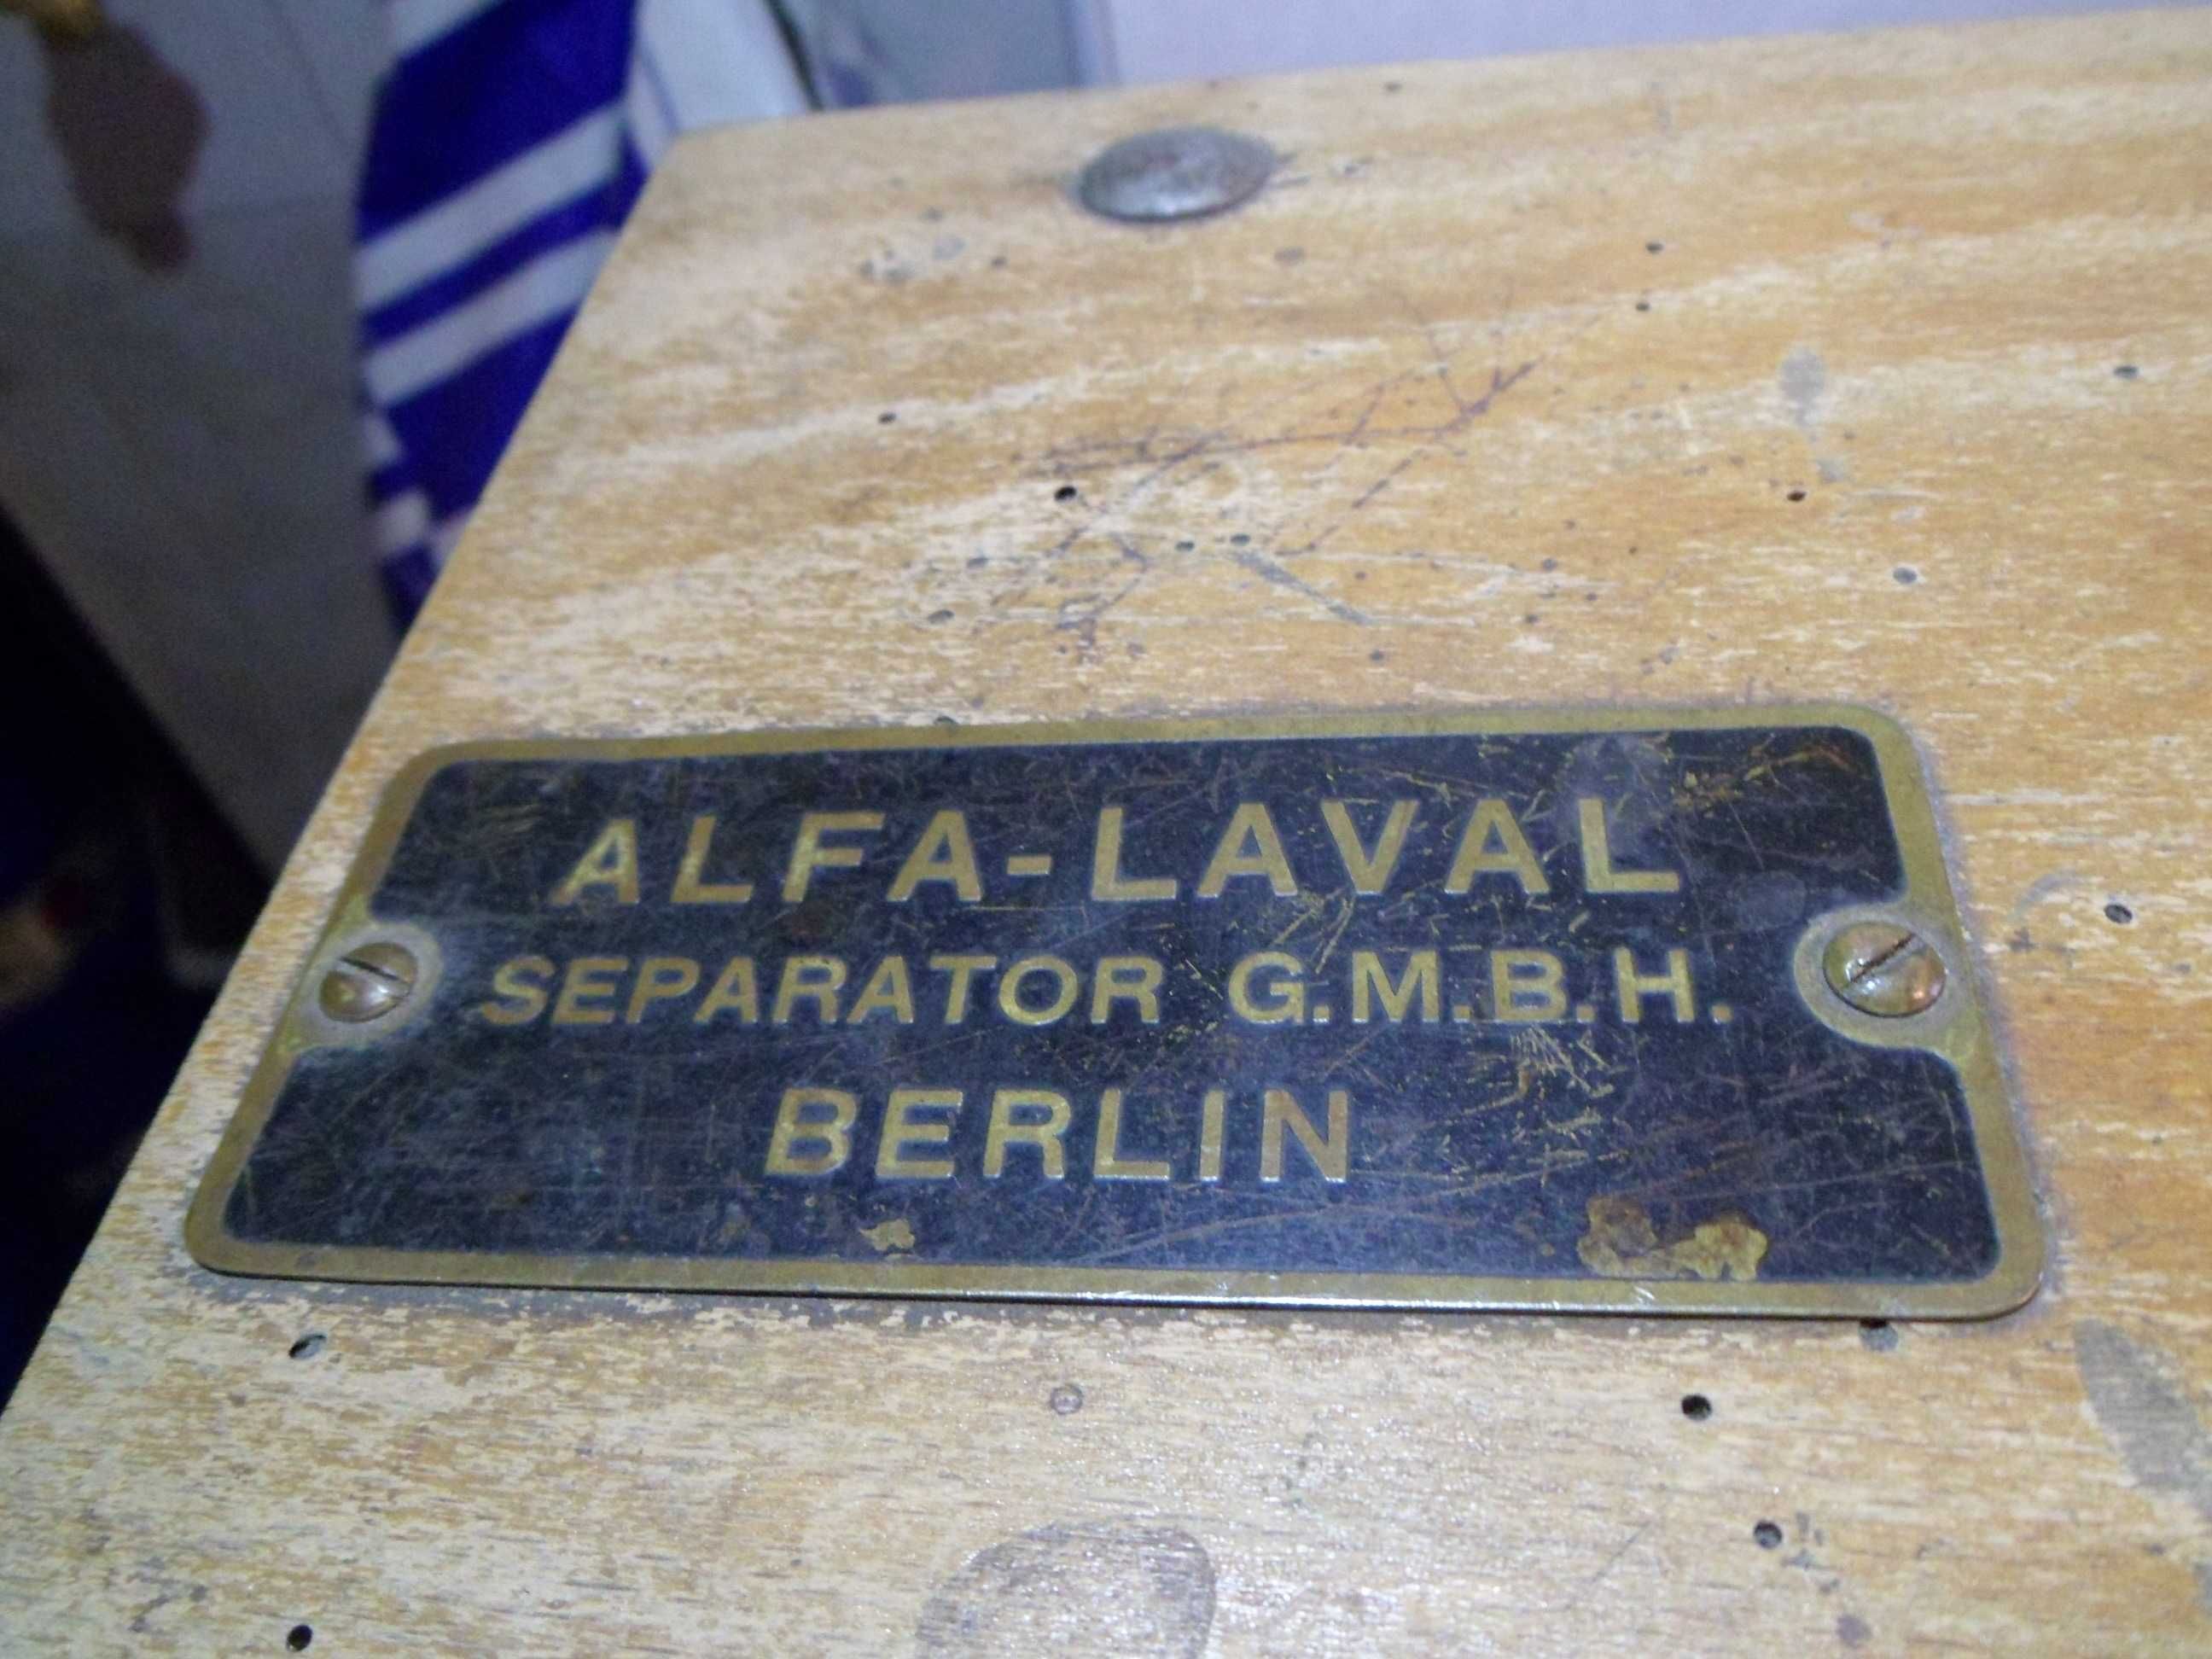 ALFA-LAVAL
SEPARATOR G.M.B.H.
BERLIN